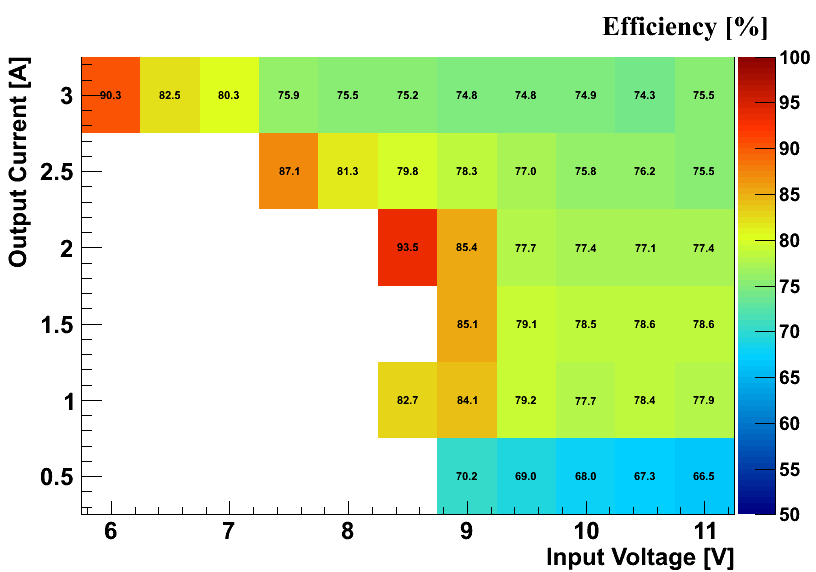 Efficiency [%]
Output Current [A]
3 90.3 82.5 80.3 75.9 75.5 75.2 74.8 74.8 74.9 74.3 75.5
2.5 87.1 81.3 79.8 78.3 77.0 75.8 76.2 75.5
2 93.5 85.4 77.7 77.4 77.1 77.4
1.5 85.1 79.1 78.5 78.6 78.6
1 82.7 84.1 79.2 77.7 78.4 77.9
0.5 70.2 69.0 68.0 67.3 66.5
6 7 8 9 10 11
Input Voltage [V]
100
95
90
85
80
75
70
65
60
55
50